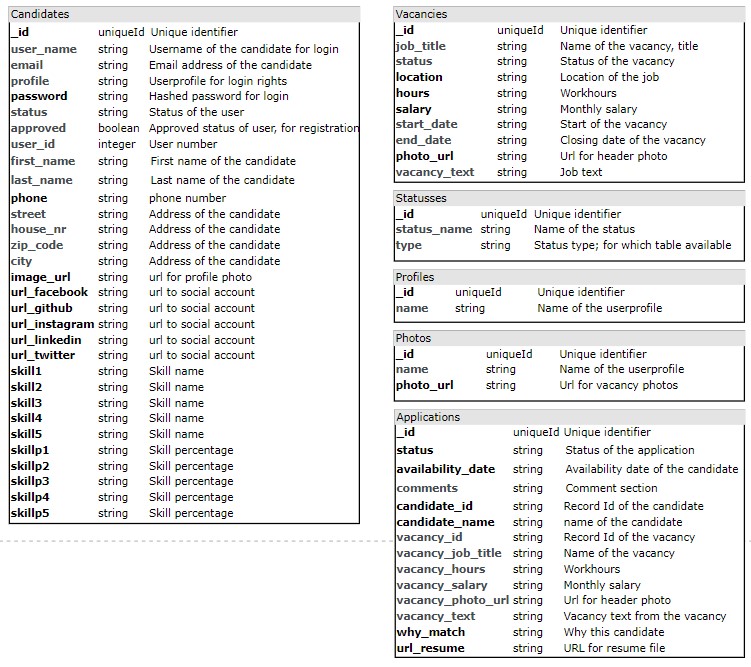 Candidates
_id uniqueId Unique identifier
user_name string Username of the candidate for login
email string Email address of the candidate
profile string Userprofile for login rights
password string Hashed password for login
status string Status of the user
approved boolean Approved status of user, for registration
user_id integer User number
first_name string First name of the candidate
last_name string Last name of the candidate
phone string phone number
street string Address of the candidate
house_nr string Address of the candidate
zip_code string Address of the candidate
city string Address of the candidate
image_url string url for profile photo
url_facebook string url to social account
url_github string url to social account
url_instagram string url to social account
url_linkedin string url to social account
url_twitter string url to social account
skill1 string Skill name
skill2 string Skill name
skill3 string Skill name
skill4 string Skill name
skill5 string Skill name
skillp1 string Skill percentage
skillp2 string Skill percentage
skillp3 string Skill percentage
skillp4 string Skill percentage
skillp5 string Skill percentage
Vacancies
_id uniqueId Unique identifier
job_title string Name of the vacancy, title
status string Status of the vacancy
location string Location of the job
hours string Workhours
salary string Monthly salary
start_date string Start of the vacancy
end_date string Closing date of the vacancy
photo_url string Url for header photo
vacancy_text string Job text
Statusses
_id uniqueId Unique identifier
status_name string Name of the status
type string Status type; for which table available
Profiles
_id uniqueId Unique identifier
name string Name of the userprofile
Photos
_id uniqueId Unique identifier
name string Name of the userprofile
photo_url string Url for vacancy photos
Applications
_id uniqueId Unique identifier
status string Status of the application
availability_date string Availability date of the candidate
comments string Comment section
candidate_id string Record Id of the candidate
candidate_name string name of the candidate
vacancy_id string Record Id of the vacancy
vacancy_job_title string Name of the vacancy
vacancy_hours string Workhours
vacancy_salary string Monthly salary
vacancy_photo_url string Url for header photo
vacancy_text string Vacancy text from the vacancy
why_match string Why this candidate
url_resume string URL for resume file